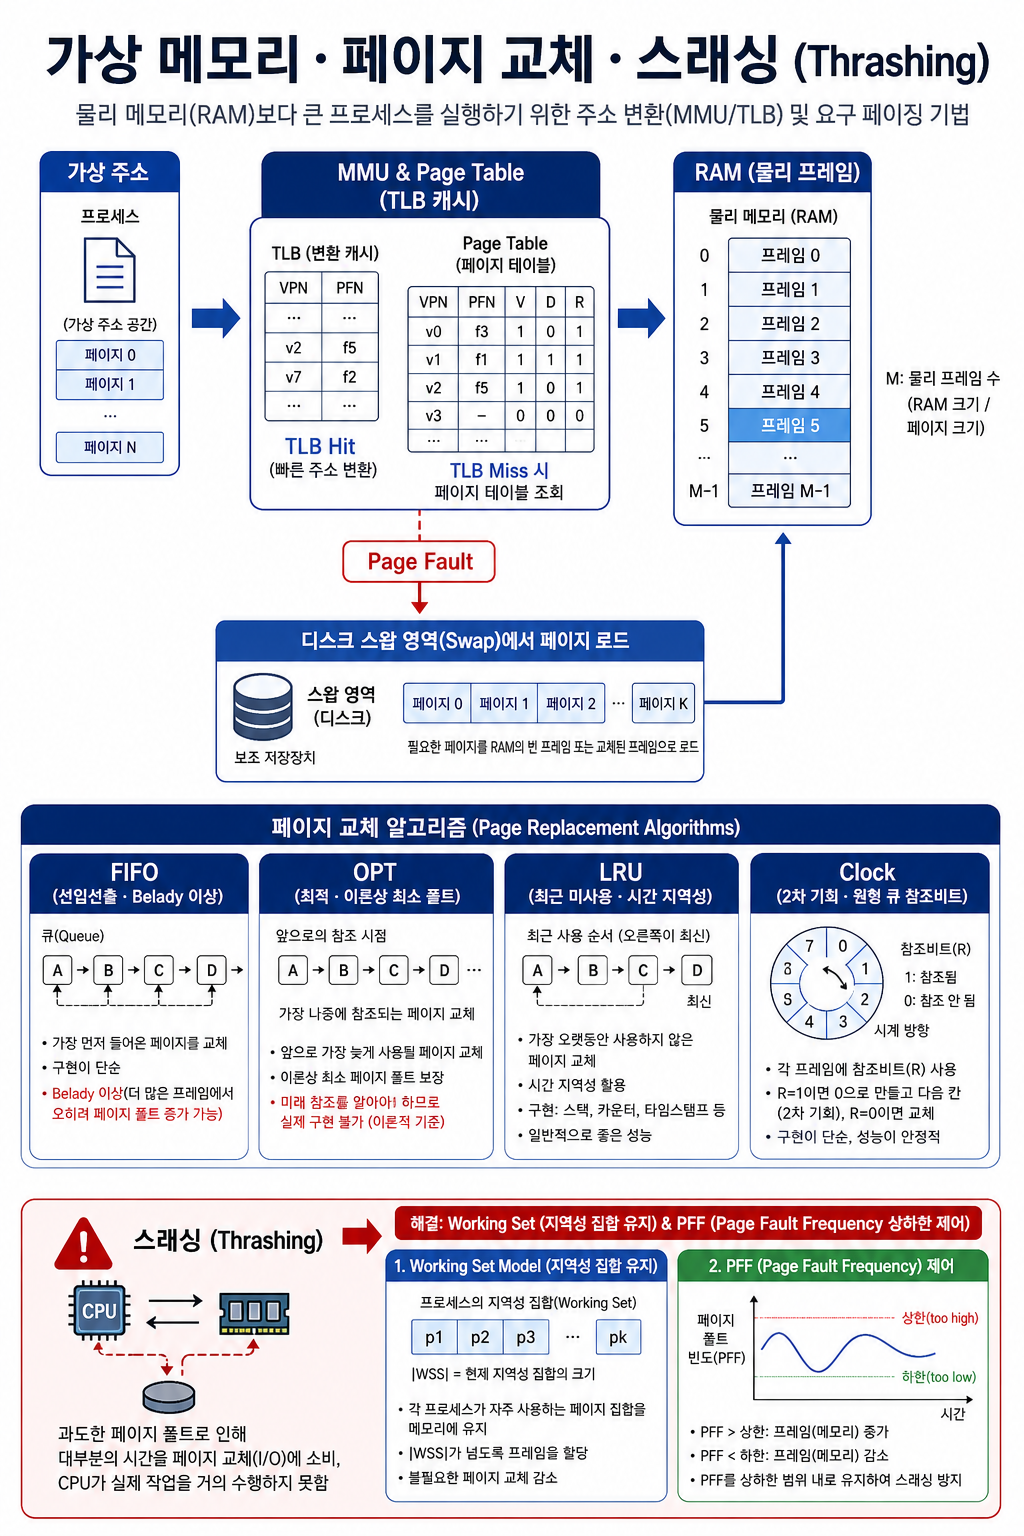 가상 메모리 · 페이지 교체 · 스래싱 (Thrashing)
물리 메모리(RAM)보다 큰 프로세스를 실행하기 위한 주소 변환(MMU/TLB) 및 요구 페이징 기법
가상 주소
프로세스
(가상 주소 공간)
페이지 0
페이지 1
...
페이지 N
MMU & Page Table
(TLB 캐시)
TLB (변환 캐시)
VPN PFN
... ...
v2 f5
v7 f2
... ...
TLB Hit
(빠른 주소 변환)
Page Table
(페이지 테이블)
VPN PFN V D R
v0 f3 1 0 1
v1 f1 1 1 1
v2 f5 1 0 1
v3 – 0 0 0
... ... ...
TLB Miss 시
페이지 테이블 조회
RAM (물리 프레임)
물리 메모리 (RAM)
0 프레임 0
1 프레임 1
2 프레임 2
3 프레임 3
4 프레임 4
5 프레임 5
... ...
M−1 프레임 M−1
M: 물리 프레임 수
(RAM 크기 /
페이지 크기)
Page Fault
디스크 스왑 영역(Swap)에서 페이지 로드
스왑 영역
(디스크)
보조 저장장치
페이지 0 페이지 1 페이지 2 ... 페이지 K
필요한 페이지를 RAM의 빈 프레임 또는 교체된 프레임으로 로드
페이지 교체 알고리즘 (Page Replacement Algorithms)
FIFO
(선입선출 · Belady 이상)
큐(Queue)
A B C D
• 가장 먼저 들어온 페이지를 교체
• 구현이 단순
• Belady 이상(더 많은 프레임에서
오히려 페이지 폴트 증가 가능)
OPT
(최적 · 이론상 최소 폴트)
앞으로의 참조 시점
A B C D ...
가장 나중에 참조되는 페이지 교체
• 앞으로 가장 늦게 사용될 페이지 교체
• 이론상 최소 페이지 폴트 보장
• 미래 참조를 알아야 하므로
실제 구현 불가 (이론적 기준)
LRU
(최근 미사용 · 시간 지역성)
최근 사용 순서 (오른쪽이 최신)
A B C D
최신
• 가장 오랫동안 사용하지 않은
페이지 교체
• 시간 지역성 활용
• 구현: 스택, 카운터, 타임스탬프 등
• 일반적으로 좋은 성능
Clock
(2차 기회 · 원형 큐 참조비트)
7 0
1
2
3
4
참조비트(R)
1: 참조됨
0: 참조 안 됨
시계 방향
• 각 프레임에 참조비트(R) 사용
• R=1이면 0으로 만들고 다음 칸
(2차 기회), R=0이면 교체
• 구현이 단순, 성능이 안정적
스래싱 (Thrashing)
CPU
과도한 페이지 폴트로 인해
대부분의 시간을 페이지 교체(I/O)에 소비,
CPU가 실제 작업을 거의 수행하지 못함
해결: Working Set (지역성 집합 유지) & PFF (Page Fault Frequency 상하한 제어)
1. Working Set Model (지역성 집합 유지)
프로세스의 지역성 집합(Working Set)
p1 p2 p3 ... pk
|WSS| = 현재 지역성 집합의 크기
• 각 프로세스가 자주 사용하는 페이지 집합을
메모리에 유지
• |WSS|가 넘도록 프레임을 할당
• 불필요한 페이지 교체 감소
2. PFF (Page Fault Frequency) 제어
페이지
폴트
빈도(PFF)
상한(too high)
하한(too low)
시간
• PFF > 상한: 프레임(메모리) 증가
• PFF < 하한: 프레임(메모리) 감소
• PFF를 상하한 범위 내로 유지하여 스래싱 방지